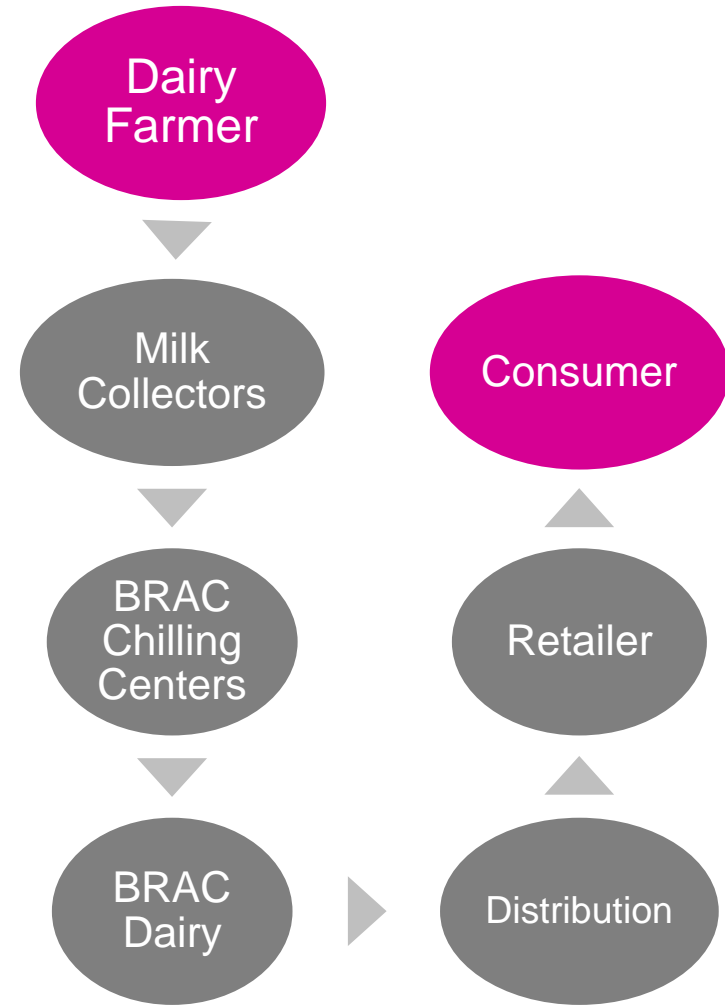 Dairy
Farmer
Milk
Collectors
BRAC
Chilling
Centers
BRAC
Dairy
Distribution
Retailer
Consumer